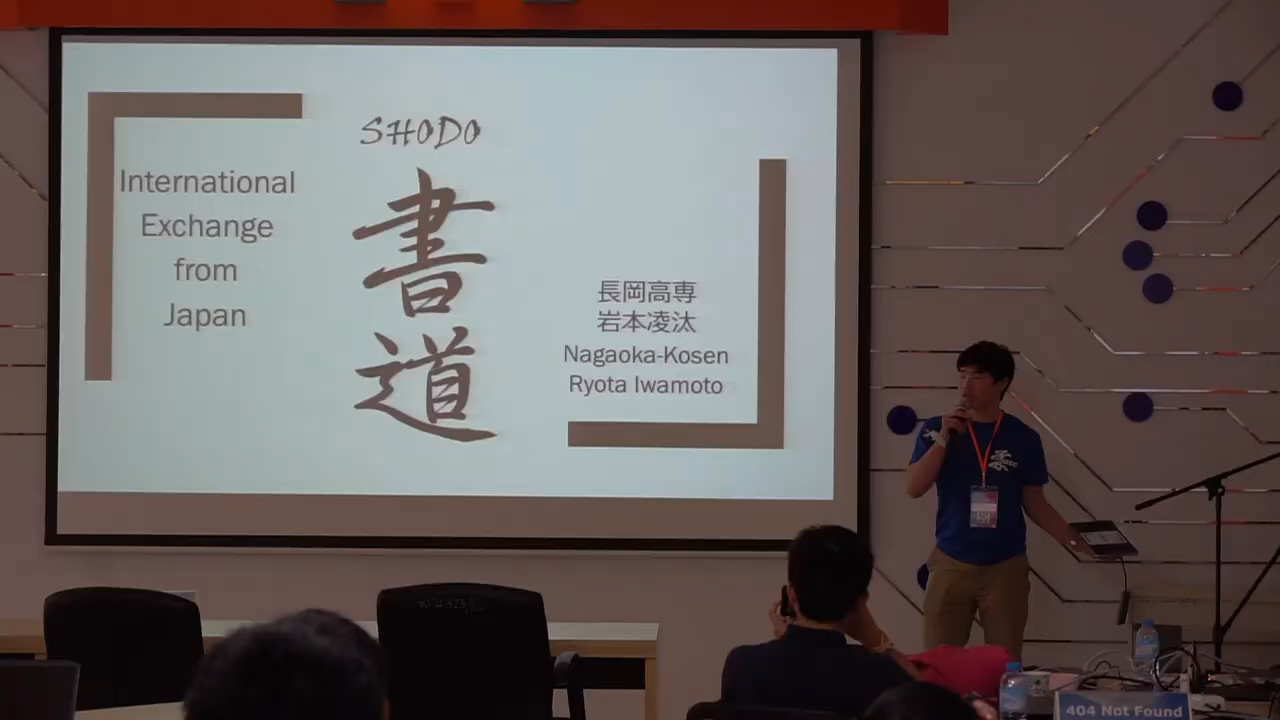 SHODO
書道
International
Exchange
from
Japan
長岡高専
岩本凌汰
Nagaoka-Kosen
Ryota Iwamoto
404 Not Found